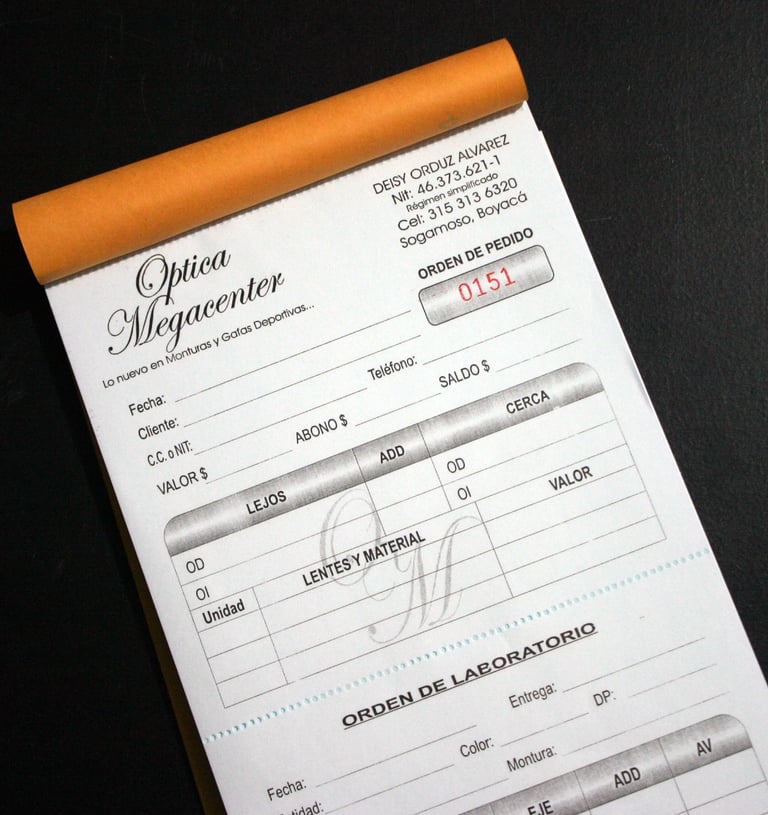 DEISY ORDUZ ALVAREZ
Nit: 46.373.621-1
Régimen simplificado
Cel: 315 313 6320
Sogamoso, Boyacá
Optica
Megacenter
Lo nuevo en Monturas y Gafas Deportivas...
ORDEN DE PEDIDO
0151
Fecha:
Cliente: Teléfono:
C.C. o NIT:
VALOR $ ABONO $ SALDO $
LEJOS ADD CERCA
OD OD
OI OI
Unidad LENTES Y MATERIAL VALOR
OM
ORDEN DE LABORATORIO
Fecha: Entrega:
Color: DP:
Montura:
EJE ADD AV